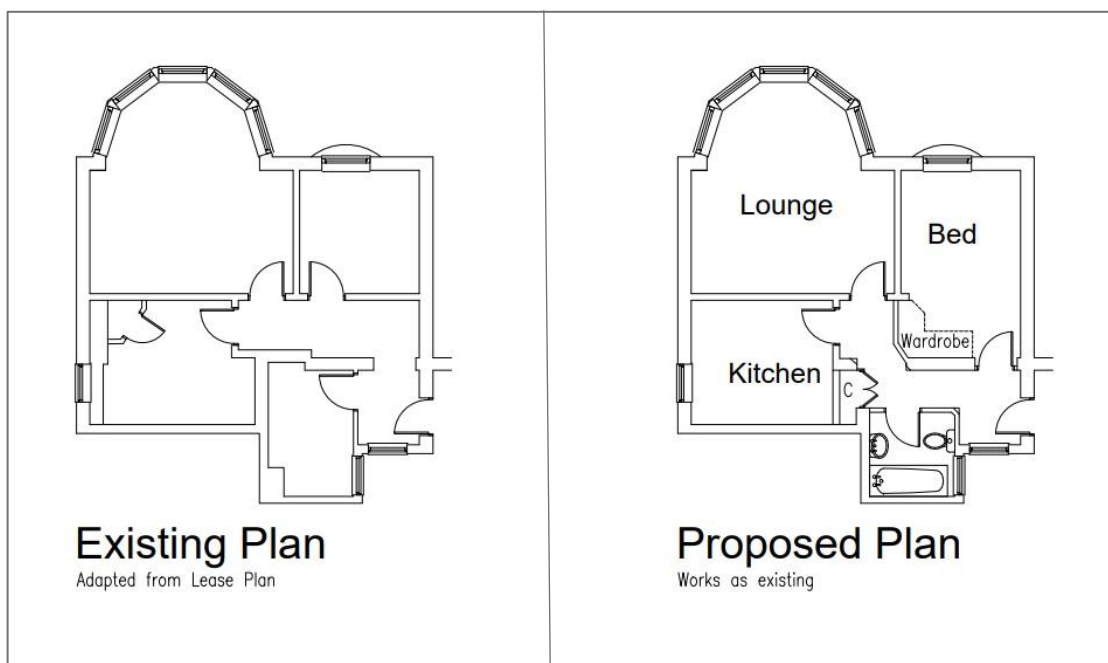 Lounge
Bed
Wardrobe
Kitchen
C
Existing Plan
Adapted from Lease Plan
Proposed Plan
Works as existing